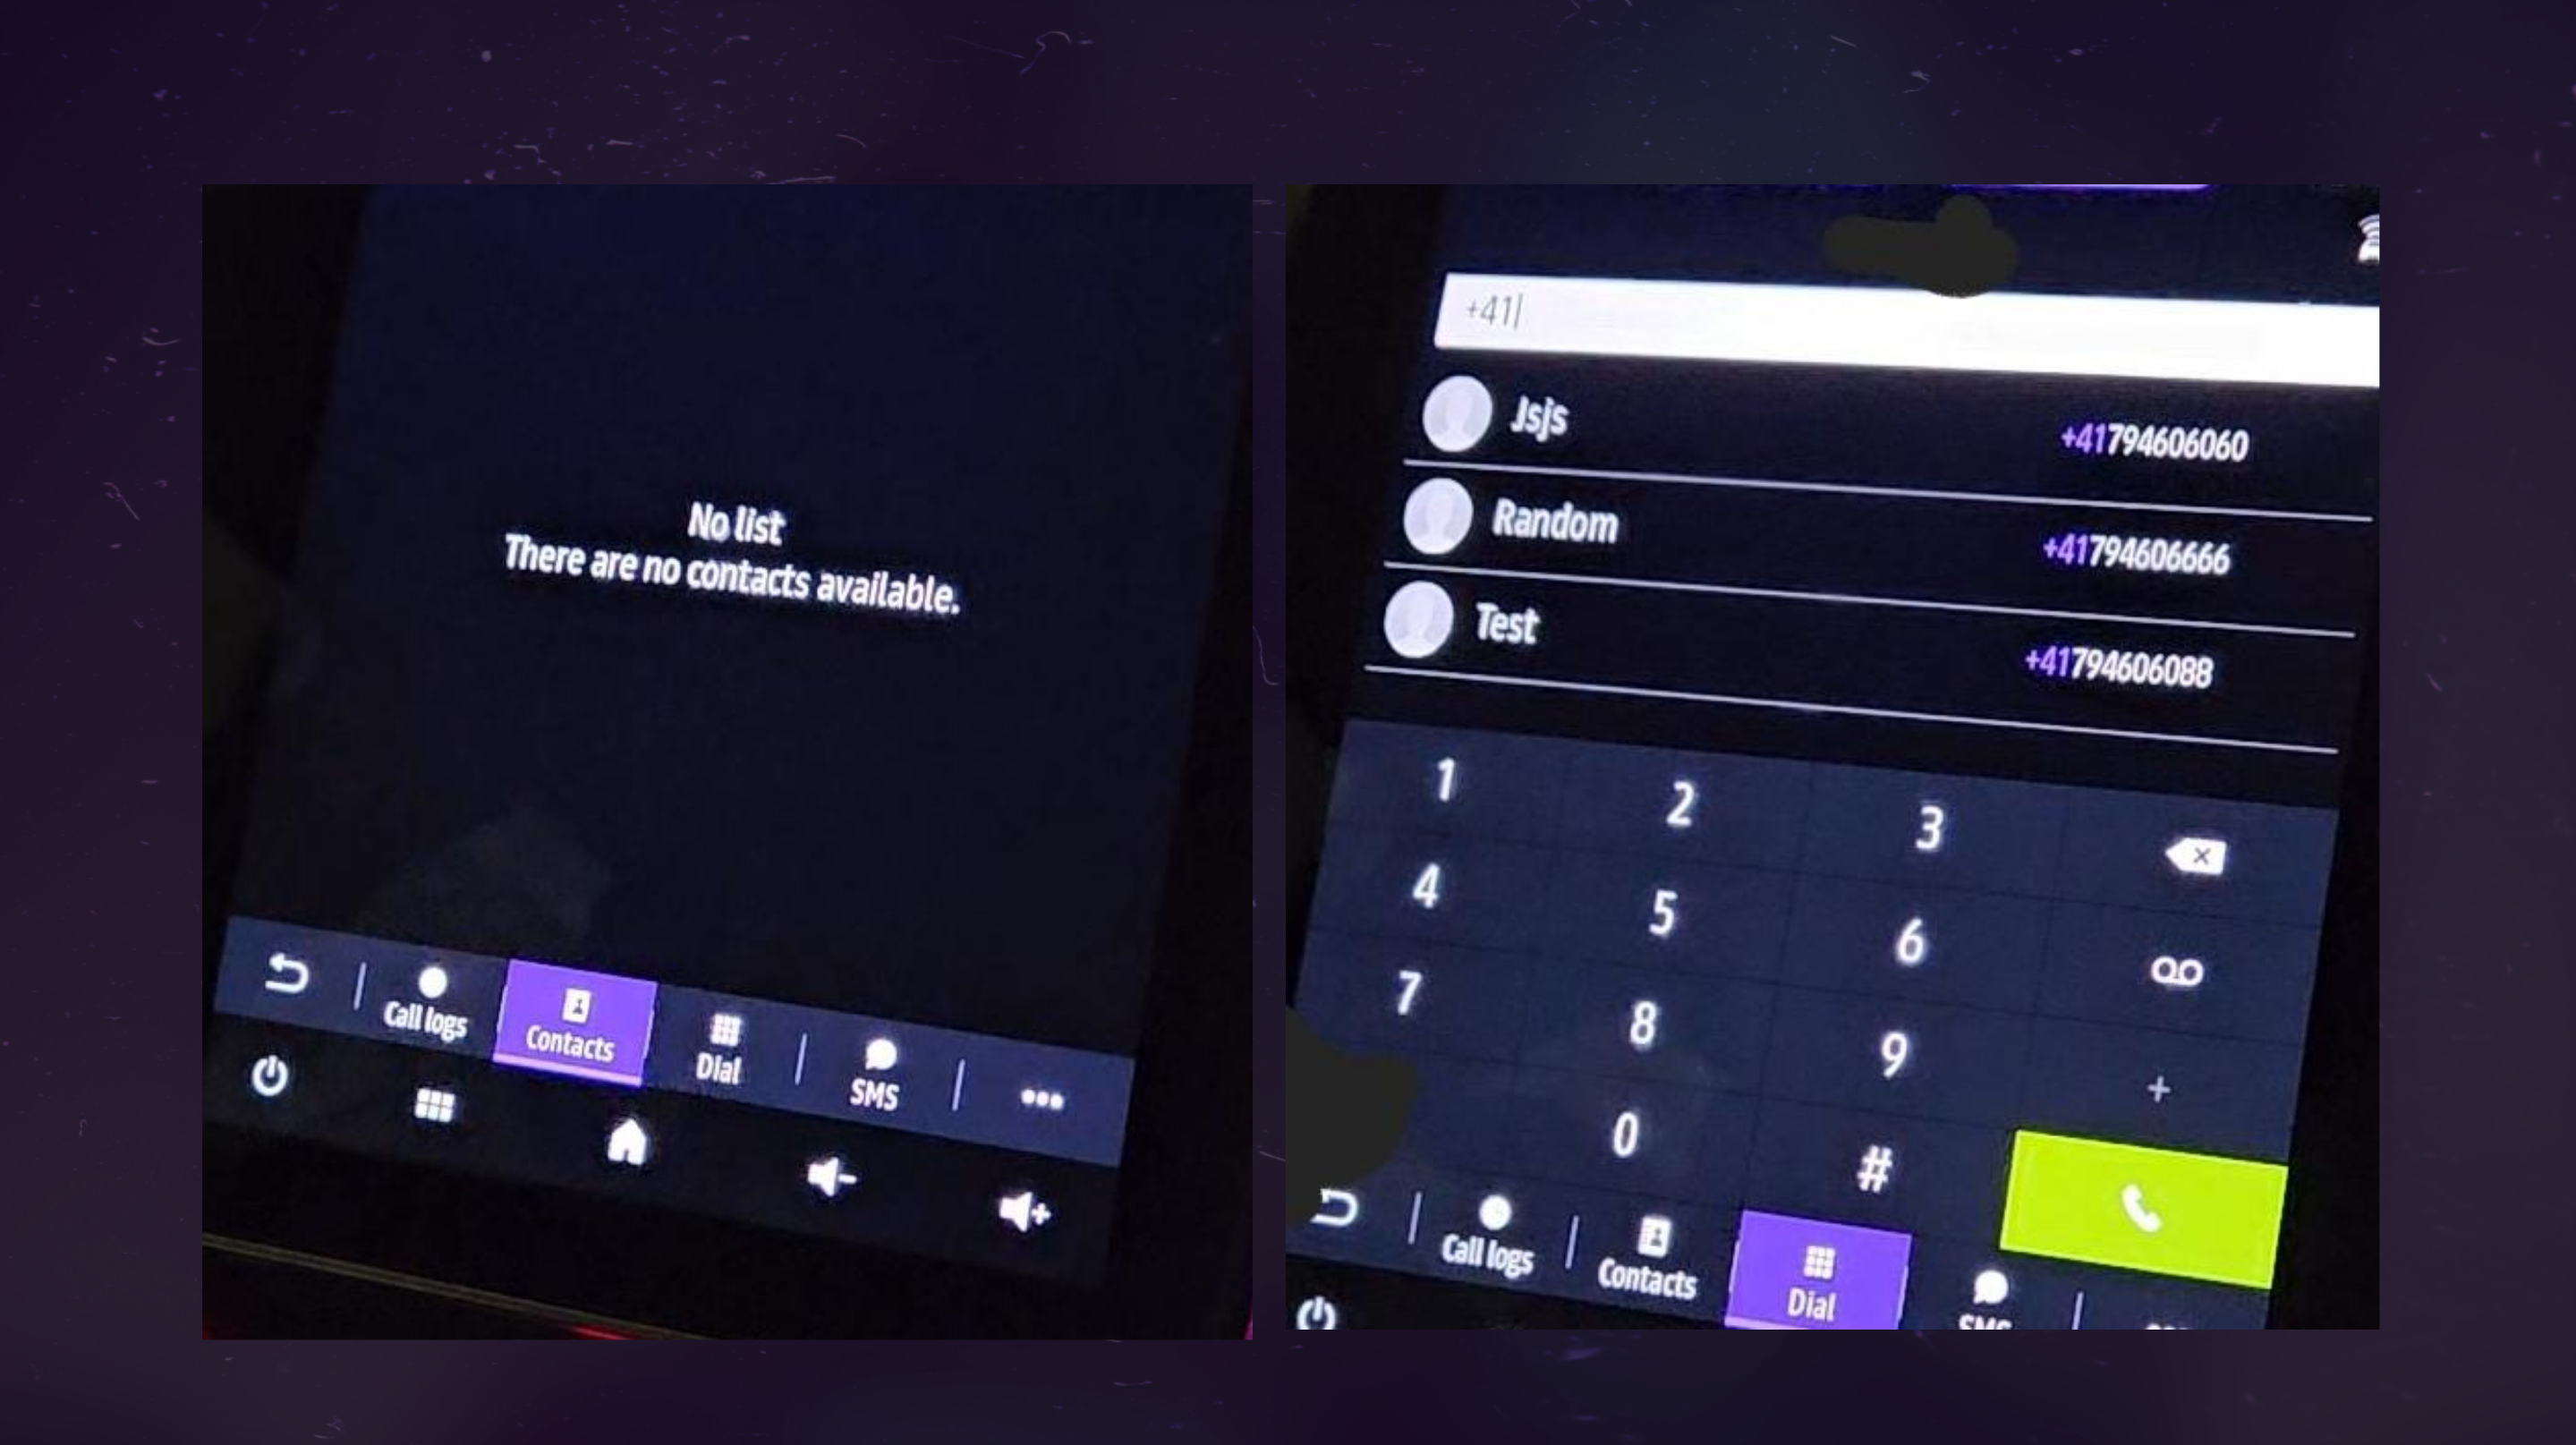 No list
There are no contacts available.
Call logs
Contacts
Dial
SMS
+41
Jsjs
+41794606060
Random
+41794606666
Test
+41794606088
1
2
3
4
5
6
7
8
9
+
0
#
Call logs
Contacts
Dial
SMS